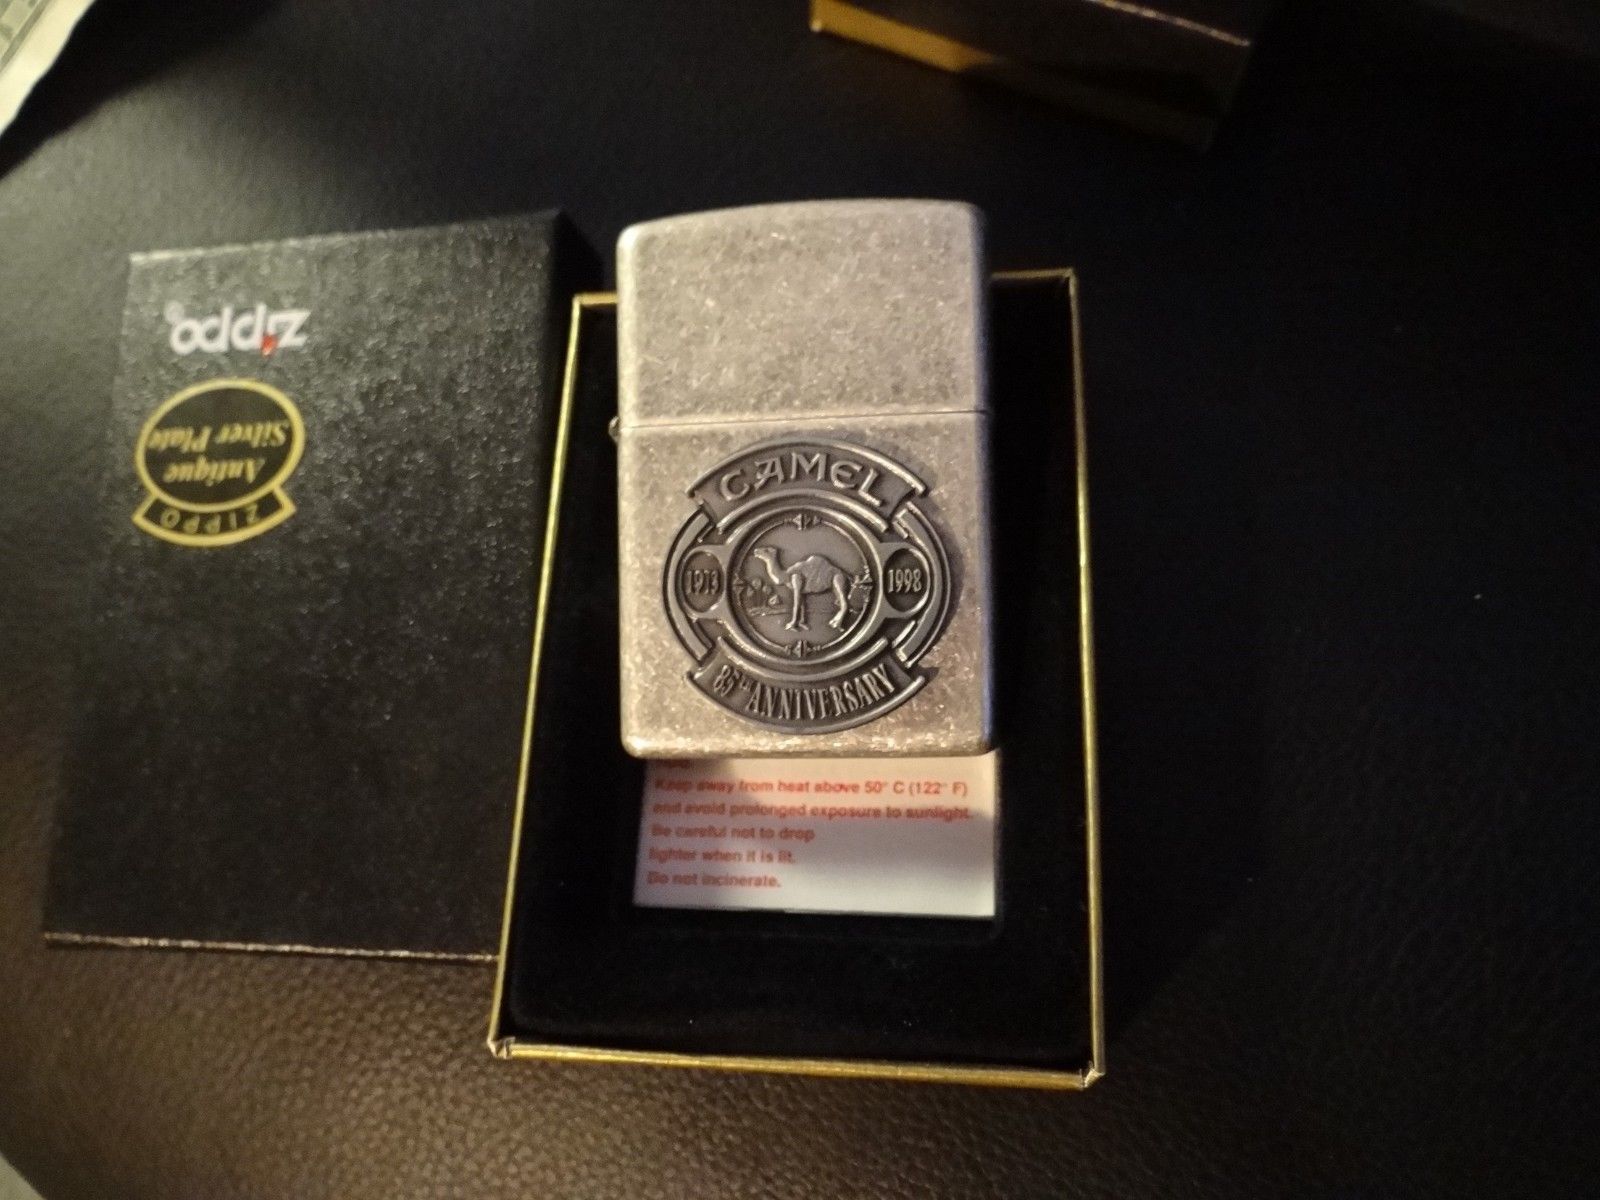 zippo
Antique
Silver Plate
ZIPPO
CAMEL
1913
1998
85TH ANNIVERSARY
Keep away from heat above 50° C (122° F)
and avoid prolonged exposure to sunlight.
Be careful not to drop
lighter when it is lit.
Do not incinerate.